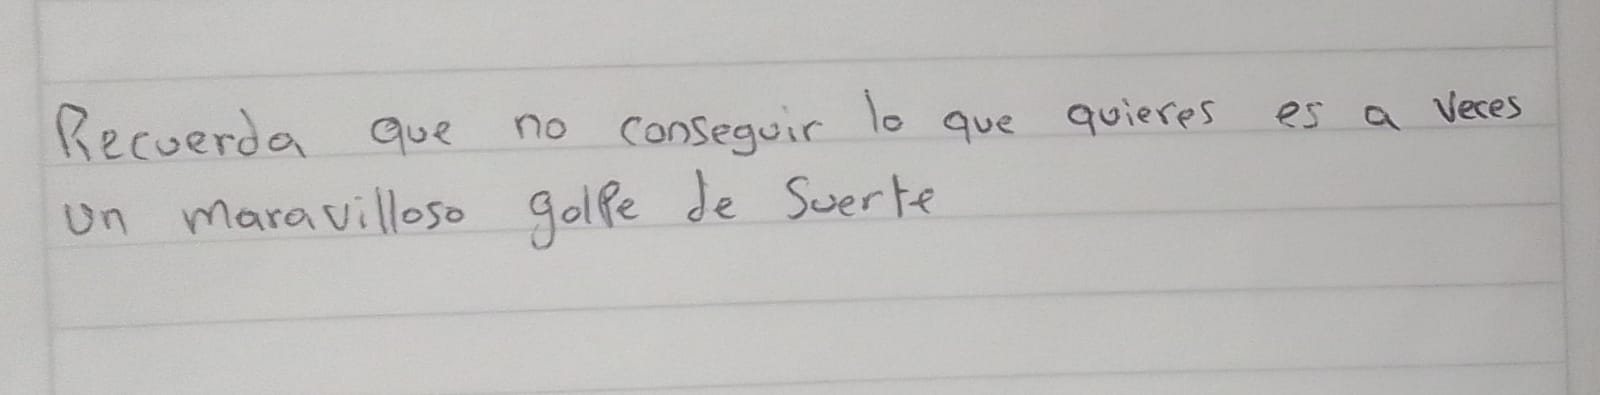 Recuerda que no conseguir lo que quieres es a veces
un maravilloso golpe de suerte